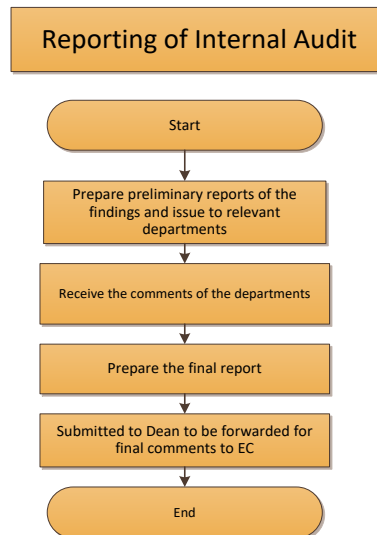 Reporting of Internal Audit
Start
Prepare preliminary reports of the
findings and issue to relevant
departments
Receive the comments of the departments
Prepare the final report
Submitted to Dean to be forwarded for
final comments to EC
End